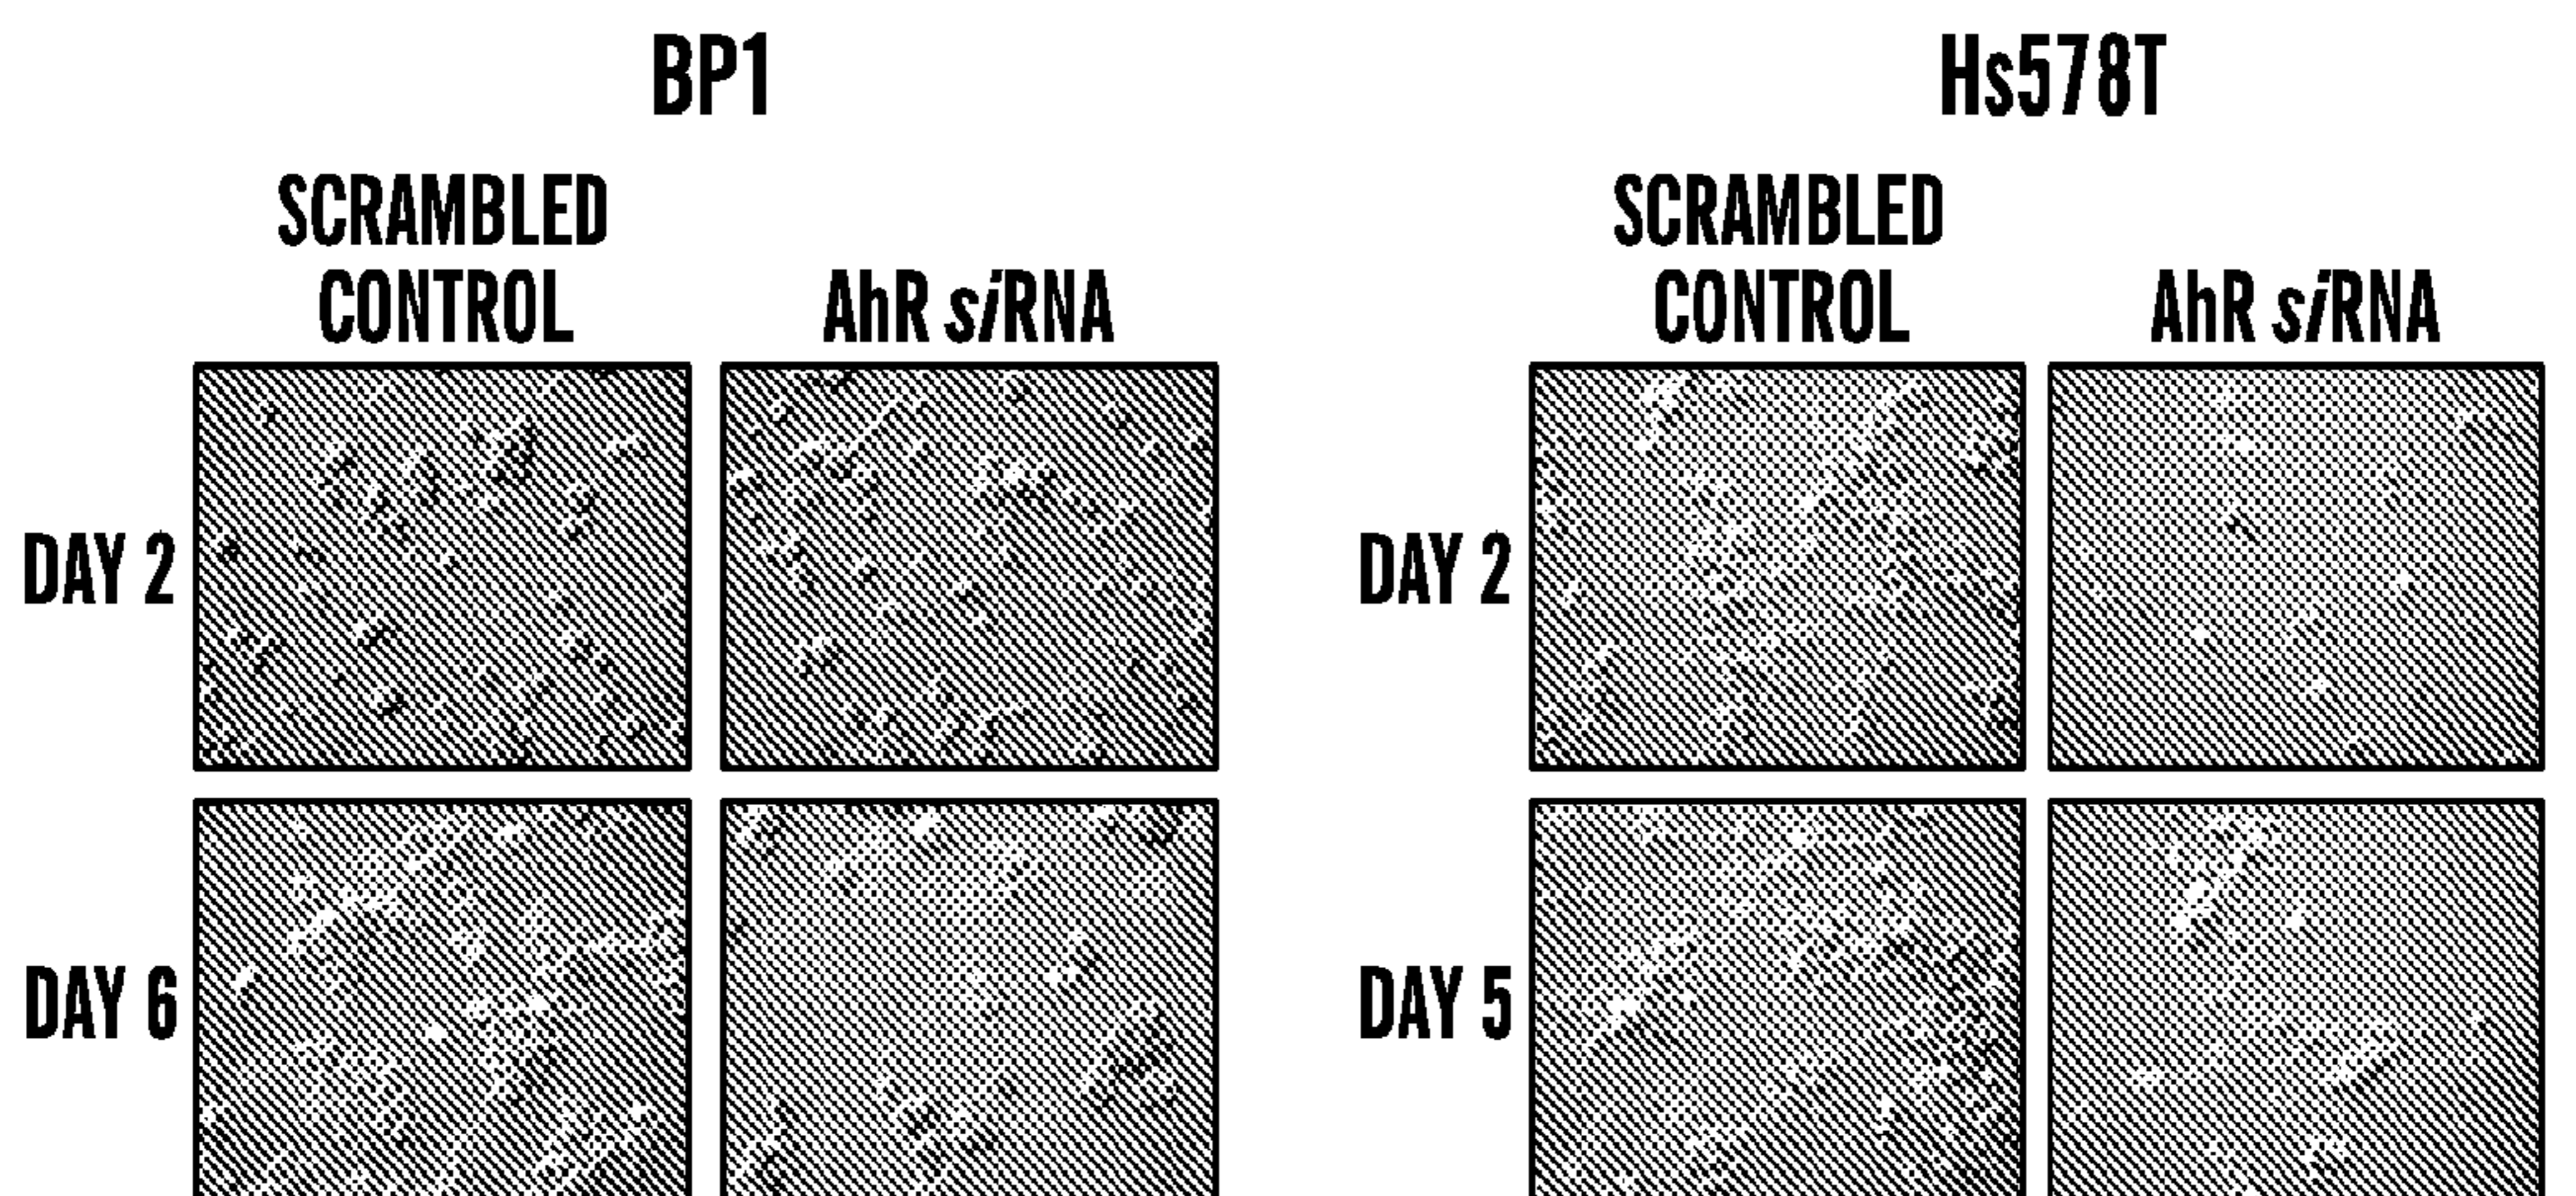 BP1
SCRAMBLED
CONTROL
AhR siRNA
DAY 2
DAY 6
Hs578T
SCRAMBLED
CONTROL
AhR siRNA
DAY 2
DAY 5